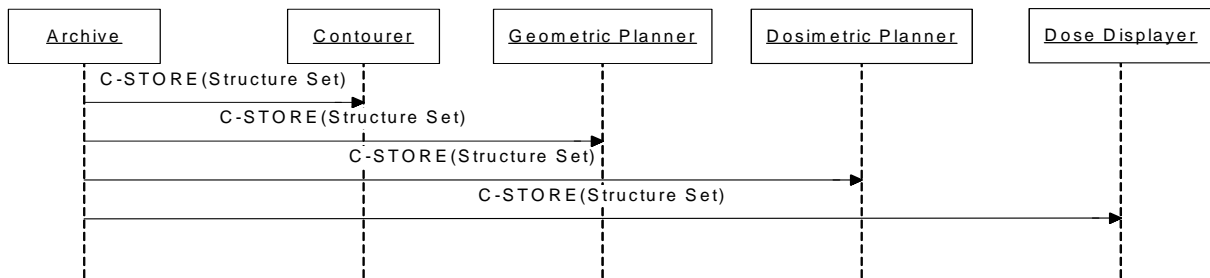 Archive
Contourer
Geometric Planner
Dosimetric Planner
Dose Displayer
C-STORE(Structure Set)
C-STORE(Structure Set)
C-STORE(Structure Set)
C-STORE(Structure Set)